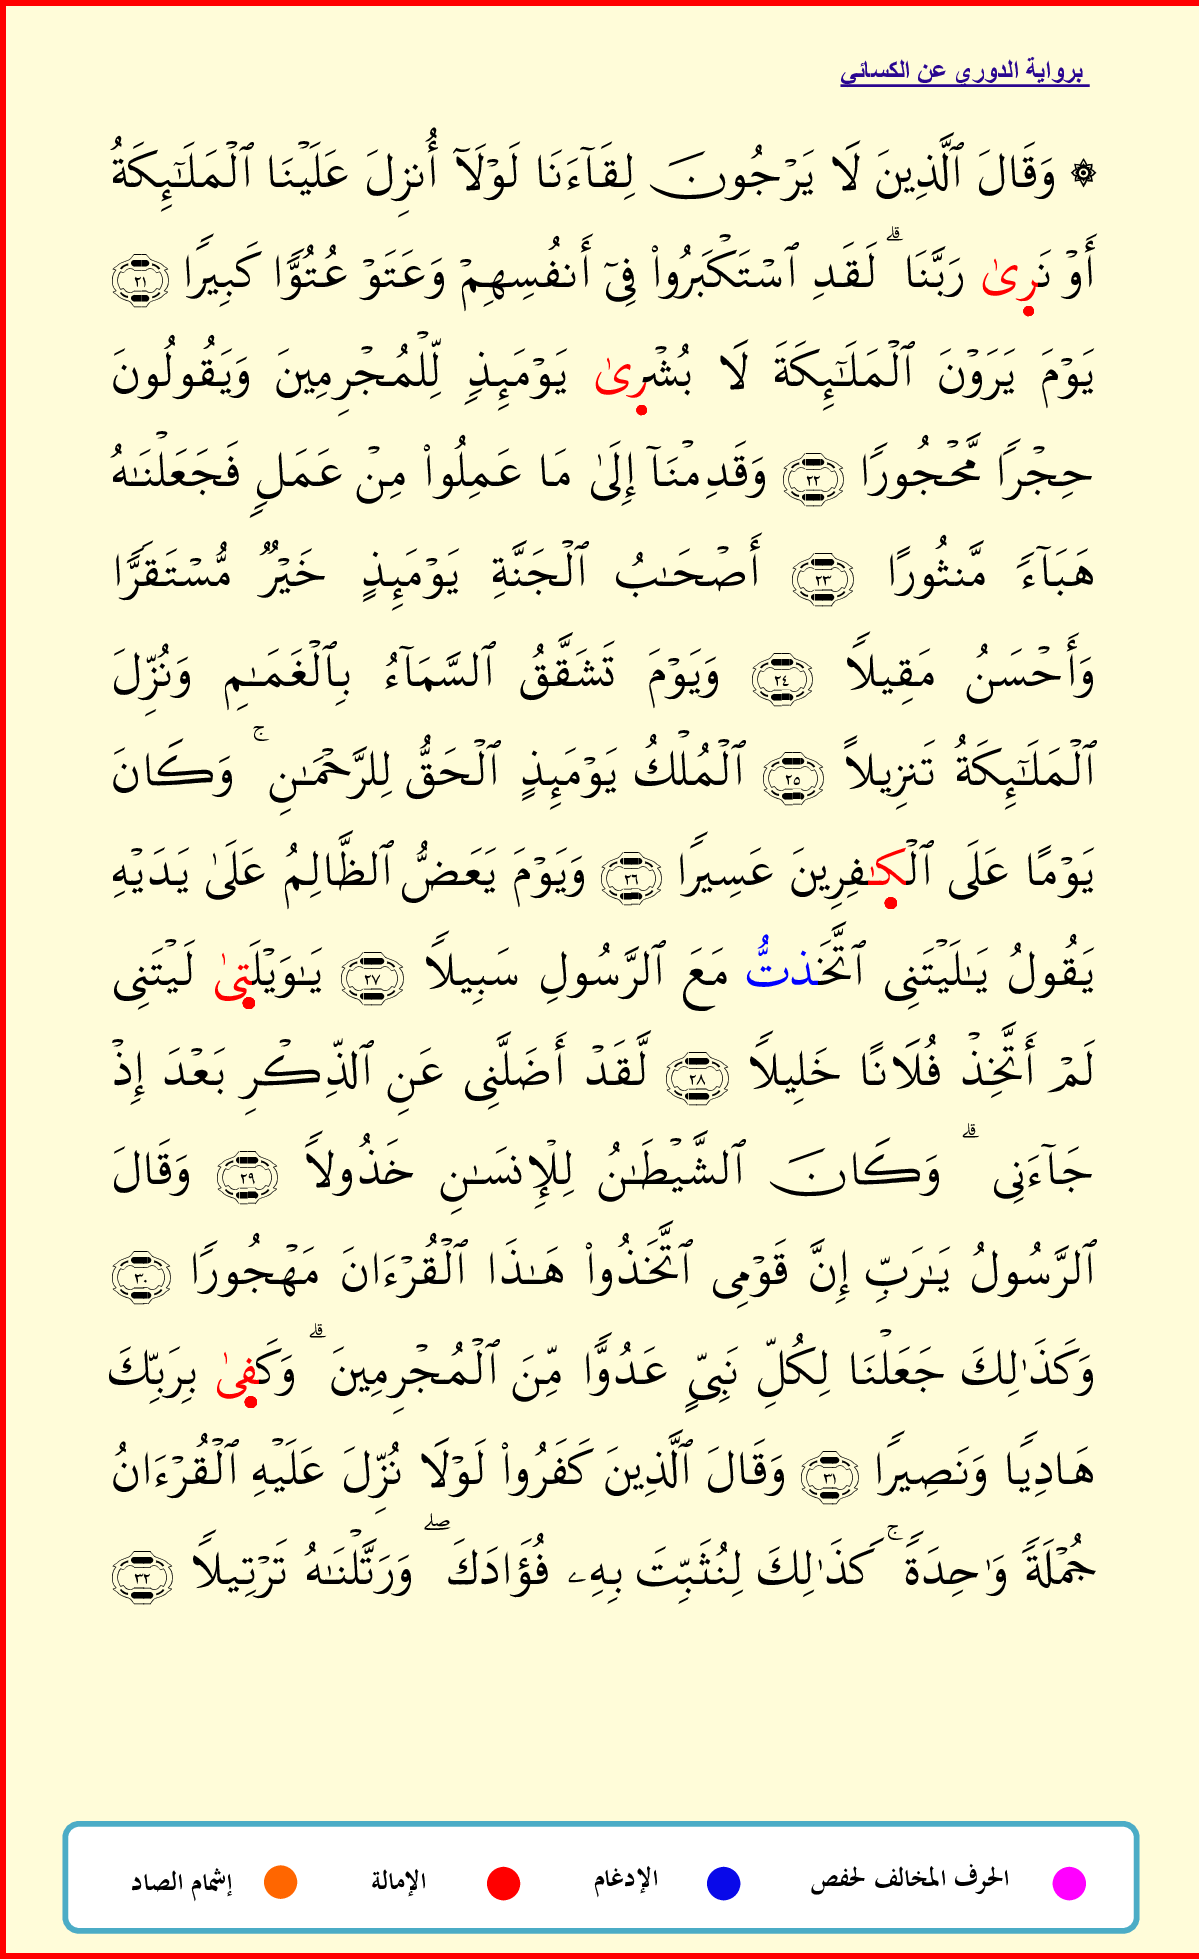 برواية الدوري عن الكسائي
۞ وَقَالَ ٱلَّذِينَ لَا يَرۡجُونَ لِقَآءَنَا لَوۡلَآ أُنزِلَ عَلَيۡنَا ٱلۡمَلَٰٓئِكَةُ
أَوۡ نَرِىٰ رَبَّنَاۗ لَقَدِ ٱسۡتَكۡبَرُواْ فِىٓ أَنفُسِهِمۡ وَعَتَوۡ عُتُوّٗا كَبِيرٗا ٢١
يَوۡمَ يَرَوۡنَ ٱلۡمَلَٰٓئِكَةَ لَا بُشۡرِىٰ يَوۡمَئِذٖ لِّلۡمُجۡرِمِينَ وَيَقُولُونَ
حِجۡرٗا مَّحۡجُورٗا ٢٢ وَقَدِمۡنَآ إِلَىٰ مَا عَمِلُواْ مِنۡ عَمَلٖ فَجَعَلۡنَٰهُ
هَبَآءٗ مَّنثُورًا ٢٣ أَصۡحَٰبُ ٱلۡجَنَّةِ يَوۡمَئِذٍ خَيۡرٞ مُّسۡتَقَرّٗا
وَأَحۡسَنُ مَقِيلٗا ٢٤ وَيَوۡمَ تَشَقَّقُ ٱلسَّمَآءُ بِٱلۡغَمَٰمِ وَنُزِّلَ
ٱلۡمَلَٰٓئِكَةُ تَنزِيلًا ٢٥ ٱلۡمُلۡكُ يَوۡمَئِذٍ ٱلۡحَقُّ لِلرَّحۡمَٰنِۚ وَكَانَ
يَوۡمًا عَلَى ٱلۡكَٰفِرِينَ عَسِيرٗا ٢٦ وَيَوۡمَ يَعَضُّ ٱلظَّالِمُ عَلَىٰ يَدَيۡهِ
يَقُولُ يَٰلَيۡتَنِى ٱتَّخَذتُّ مَعَ ٱلرَّسُولِ سَبِيلٗا ٢٧ يَٰوَيۡلَتِىٰ لَيۡتَنِى
لَمۡ أَتَّخِذۡ فُلَانًا خَلِيلٗا ٢٨ لَّقَدۡ أَضَلَّنِى عَنِ ٱلذِّكۡرِ بَعۡدَ إِذۡ
جَآءَنِىۗ وَكَانَ ٱلشَّيۡطَٰنُ لِلۡإِنسَٰنِ خَذُولٗا ٢٩ وَقَالَ
ٱلرَّسُولُ يَٰرَبِّ إِنَّ قَوۡمِى ٱتَّخَذُواْ هَٰذَا ٱلۡقُرۡءَانَ مَهۡجُورٗا ٣٠
وَكَذَٰلِكَ جَعَلۡنَا لِكُلِّ نَبِىٍّ عَدُوّٗا مِّنَ ٱلۡمُجۡرِمِينَۗ وَكَفِىٰ بِرَبِّكَ
هَادِيٗا وَنَصِيرٗا ٣١ وَقَالَ ٱلَّذِينَ كَفَرُواْ لَوۡلَا نُزِّلَ عَلَيۡهِ ٱلۡقُرۡءَانُ
جُمۡلَةٗ وَٰحِدَةٗۚ كَذَٰلِكَ لِنُثَبِّتَ بِهِۦ فُؤَادَكَۖ وَرَتَّلۡنَٰهُ تَرۡتِيلٗا ٣٢
الحرف المخالف لحفص الإدغام الإمالة إشمام الصاد